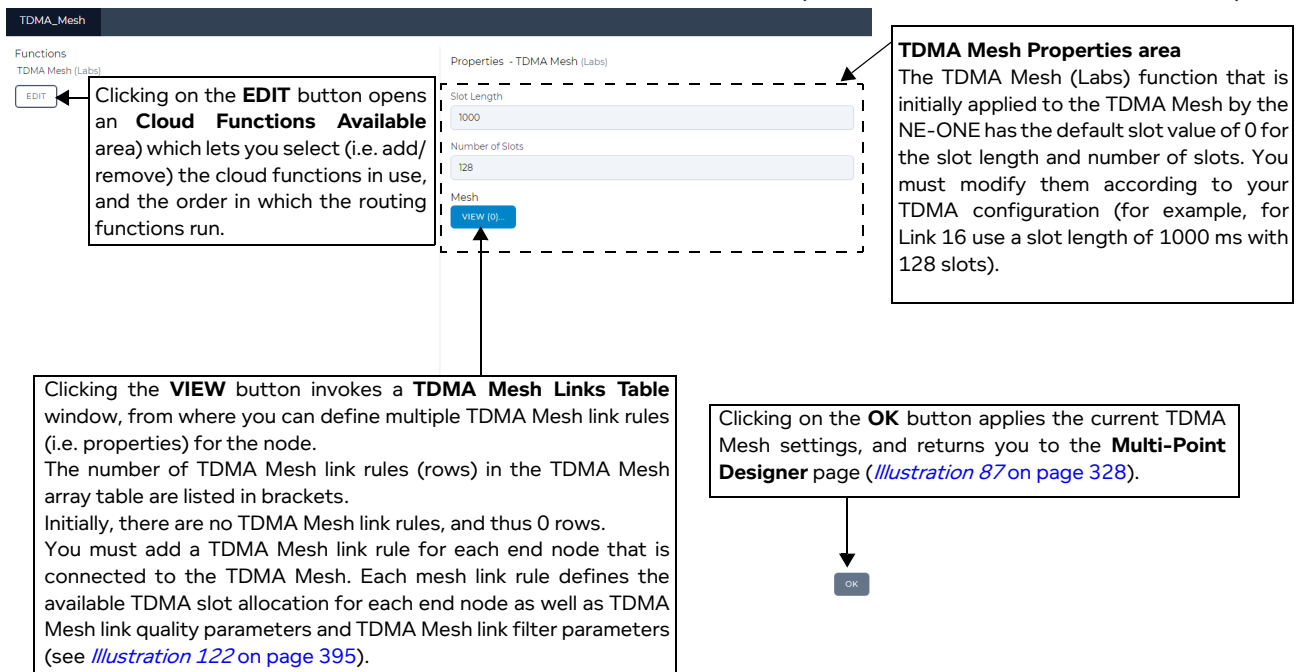 TDMA_Mesh
Functions
TDMA Mesh (Labs)
EDIT
Clicking on the EDIT button opens
an Cloud Functions Available
area) which lets you select (i.e. add/
remove) the cloud functions in use,
and the order in which the routing
functions run.
Properties - TDMA Mesh (Labs)
Slot Length
1000
Number of Slots
128
Mesh
VIEW (0)...
TDMA Mesh Properties area
The TDMA Mesh (Labs) function that is
initially applied to the TDMA Mesh by the
NE-ONE has the default slot value of 0 for
the slot length and number of slots. You
must modify them according to your
TDMA configuration (for example, for
Link 16 use a slot length of 1000 ms with
128 slots).
Clicking the VIEW button invokes a TDMA Mesh Links Table
window, from where you can define multiple TDMA Mesh link rules
(i.e. properties) for the node.
The number of TDMA Mesh link rules (rows) in the TDMA Mesh
array table are listed in brackets.
Initially, there are no TDMA Mesh link rules, and thus 0 rows.
You must add a TDMA Mesh link rule for each end node that is
connected to the TDMA Mesh. Each mesh link rule defines the
available TDMA slot allocation for each end node as well as TDMA
Mesh link quality parameters and TDMA Mesh link filter parameters
(see Illustration 122 on page 395).
Clicking on the OK button applies the current TDMA
Mesh settings, and returns you to the Multi-Point
Designer page (Illustration 87 on page 328).
OK